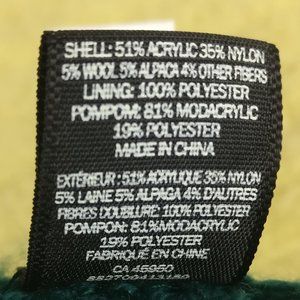 SHELL: 51% ACRYLIC 35% NYLON
5% WOOL 5% ALPACA 4% OTHER FIBERS
LINING: 100% POLYESTER
POMPOM: 81% MODACRYLIC
19% POLYESTER
MADE IN CHINA
EXTÉRIEUR: 51% ACRYLIQUE 35% NYLON
5% LAINE 5% ALPAGA 4% D'AUTRES
FIBRES DOUBLURE: 100% POLYESTER
POMPON: 81% MODACRYLIC
19% POLYESTER
FABRIQUÉ EN CHINE
CA 45950